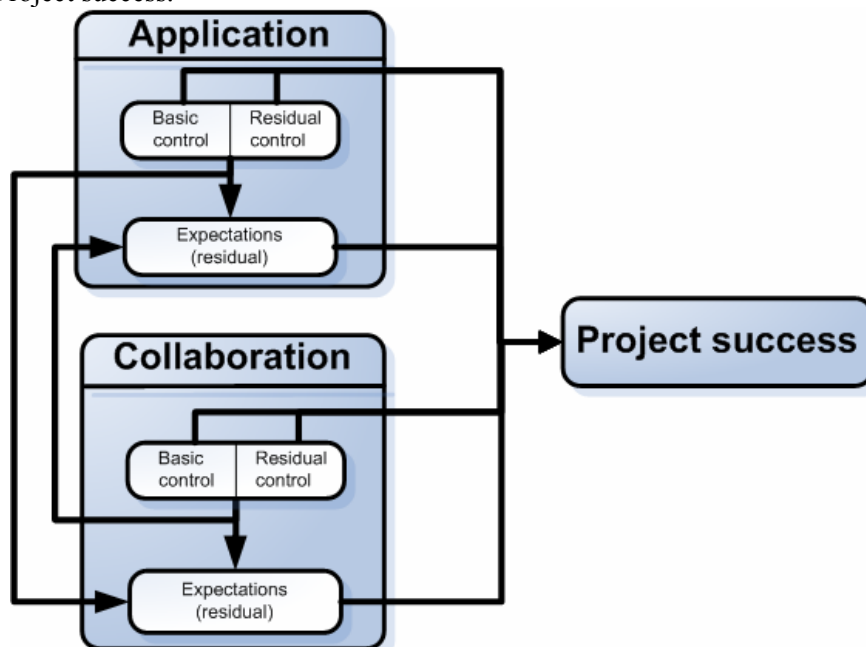 Project success.
Application
Basic control
Residual control
Expectations
(residual)
Project success
Collaboration
Basic control
Residual control
Expectations
(residual)